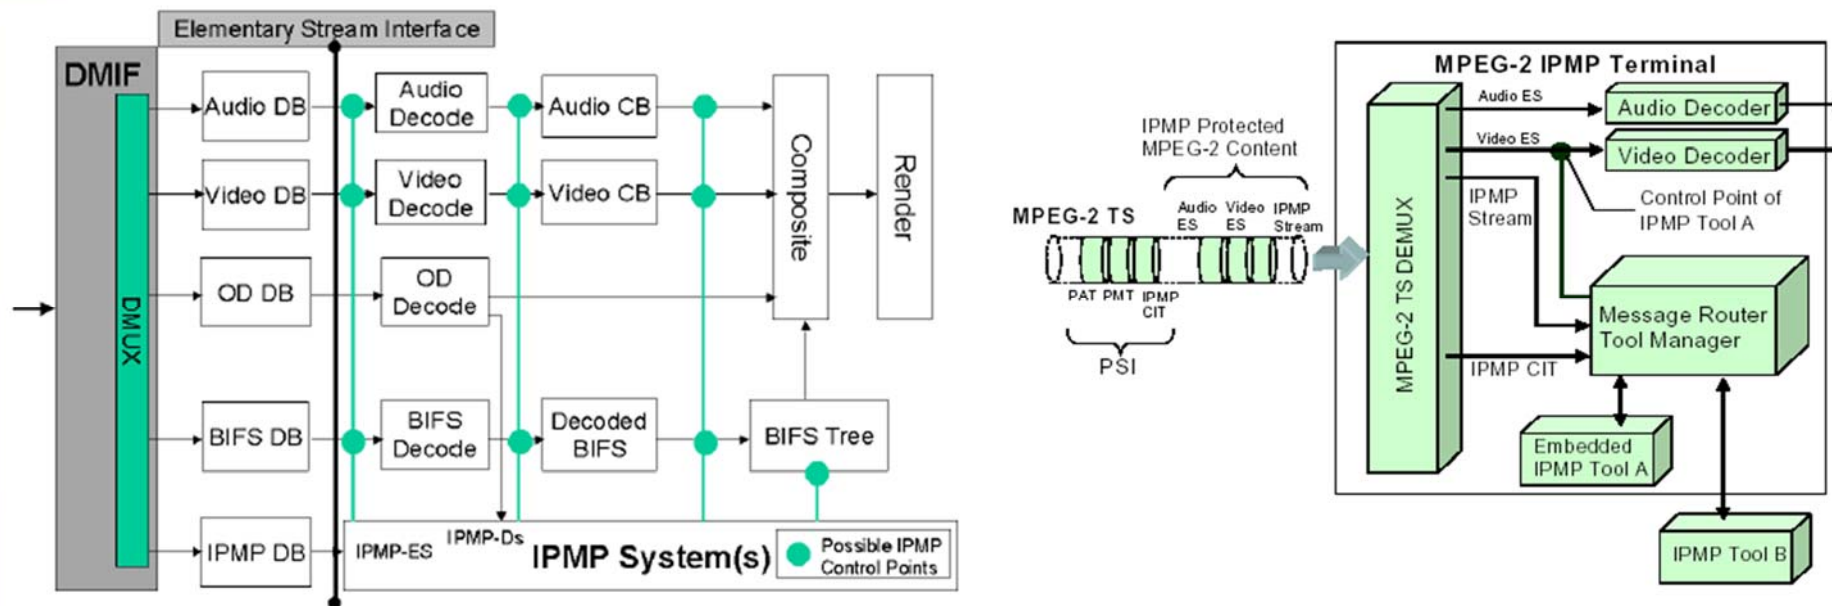 Elementary Stream Interface
DMIF
DMUX
Audio DB
Audio
Decode
Audio CB
Video DB
Video
Decode
Video CB
Composite
Render
OD DB
OD
Decode
BIFS DB
BIFS
Decode
Decoded
BIFS
BIFS Tree
IPMP DB
IPMP-ES
IPMP-Ds
IPMP System(s)
Possible IPMP
Control Points
MPEG-2 IPMP Terminal
Audio ES
Audio Decoder
Video ES
Video Decoder
IPMP Protected
MPEG-2 Content
Control Point of
IPMP Tool A
IPMP
Stream
MPEG-2 TS
Audio
ES
Video
ES
IPMP
Stream
PAT
PMT
IPMP
CIT
PSI
MPEG-2 TS DEMUX
Message Router
Tool Manager
IPMP CIT
Embedded
IPMP Tool A
IPMP Tool B